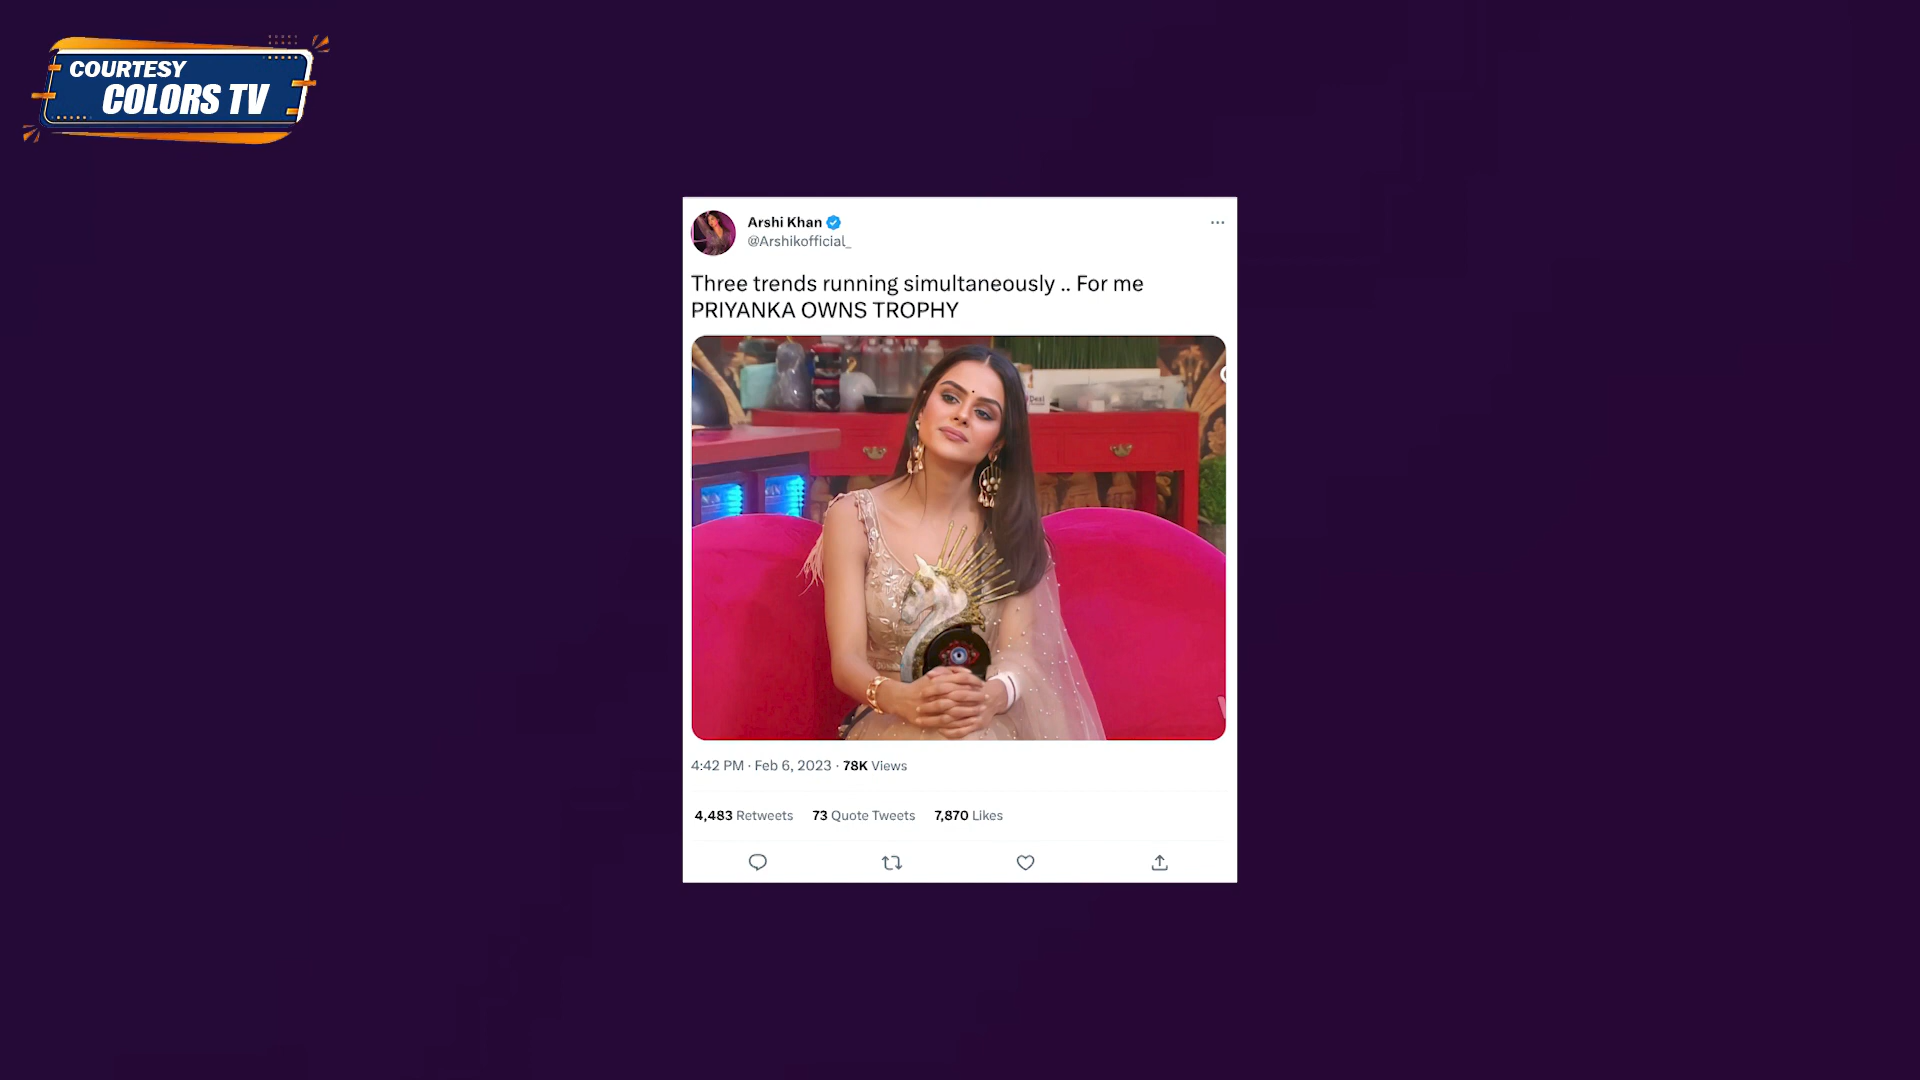 COURTESY
COLORS TV
Arshi Khan
@Arshikofficial_
Three trends running simultaneously .. For me
PRIYANKA OWNS TROPHY
Deal
4:42 PM · Feb 6, 2023 · 78K Views
4,483 Retweets 73 Quote Tweets 7,870 Likes